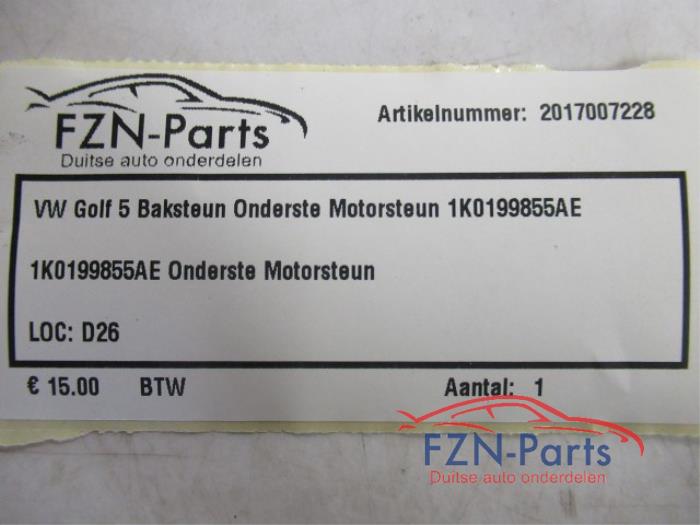 FZN-Parts
Duitse auto onderdelen
Artikelnummer: 2017007228
VW Golf 5 Baksteun Onderste Motorsteun 1K0199855AE
1K0199855AE Onderste Motorsteun
LOC: D26
€ 15.00 BTW Aantal: 1
FZN-Parts
Duitse auto onderdelen